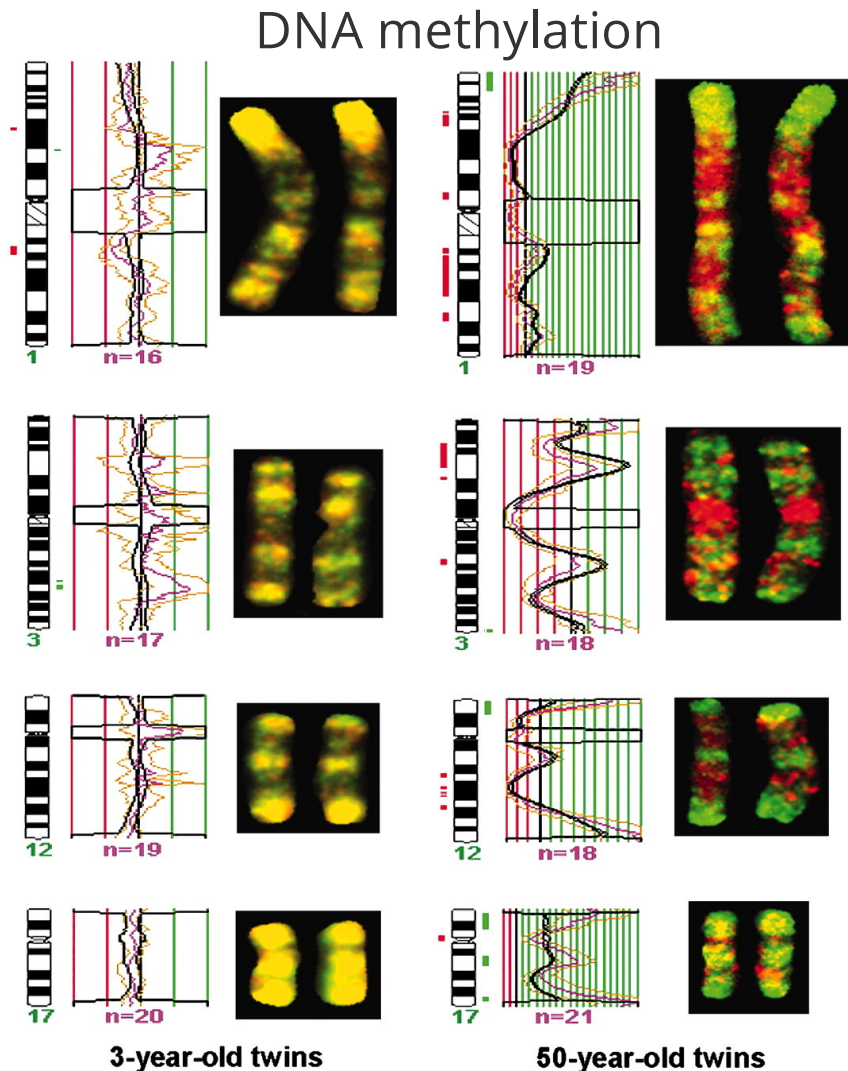 DNA methylation
1 n=16
1 n=19
3 n=17
3 n=18
12 n=19
12 n=18
17 n=20
17 n=21
3-year-old twins 50-year-old twins